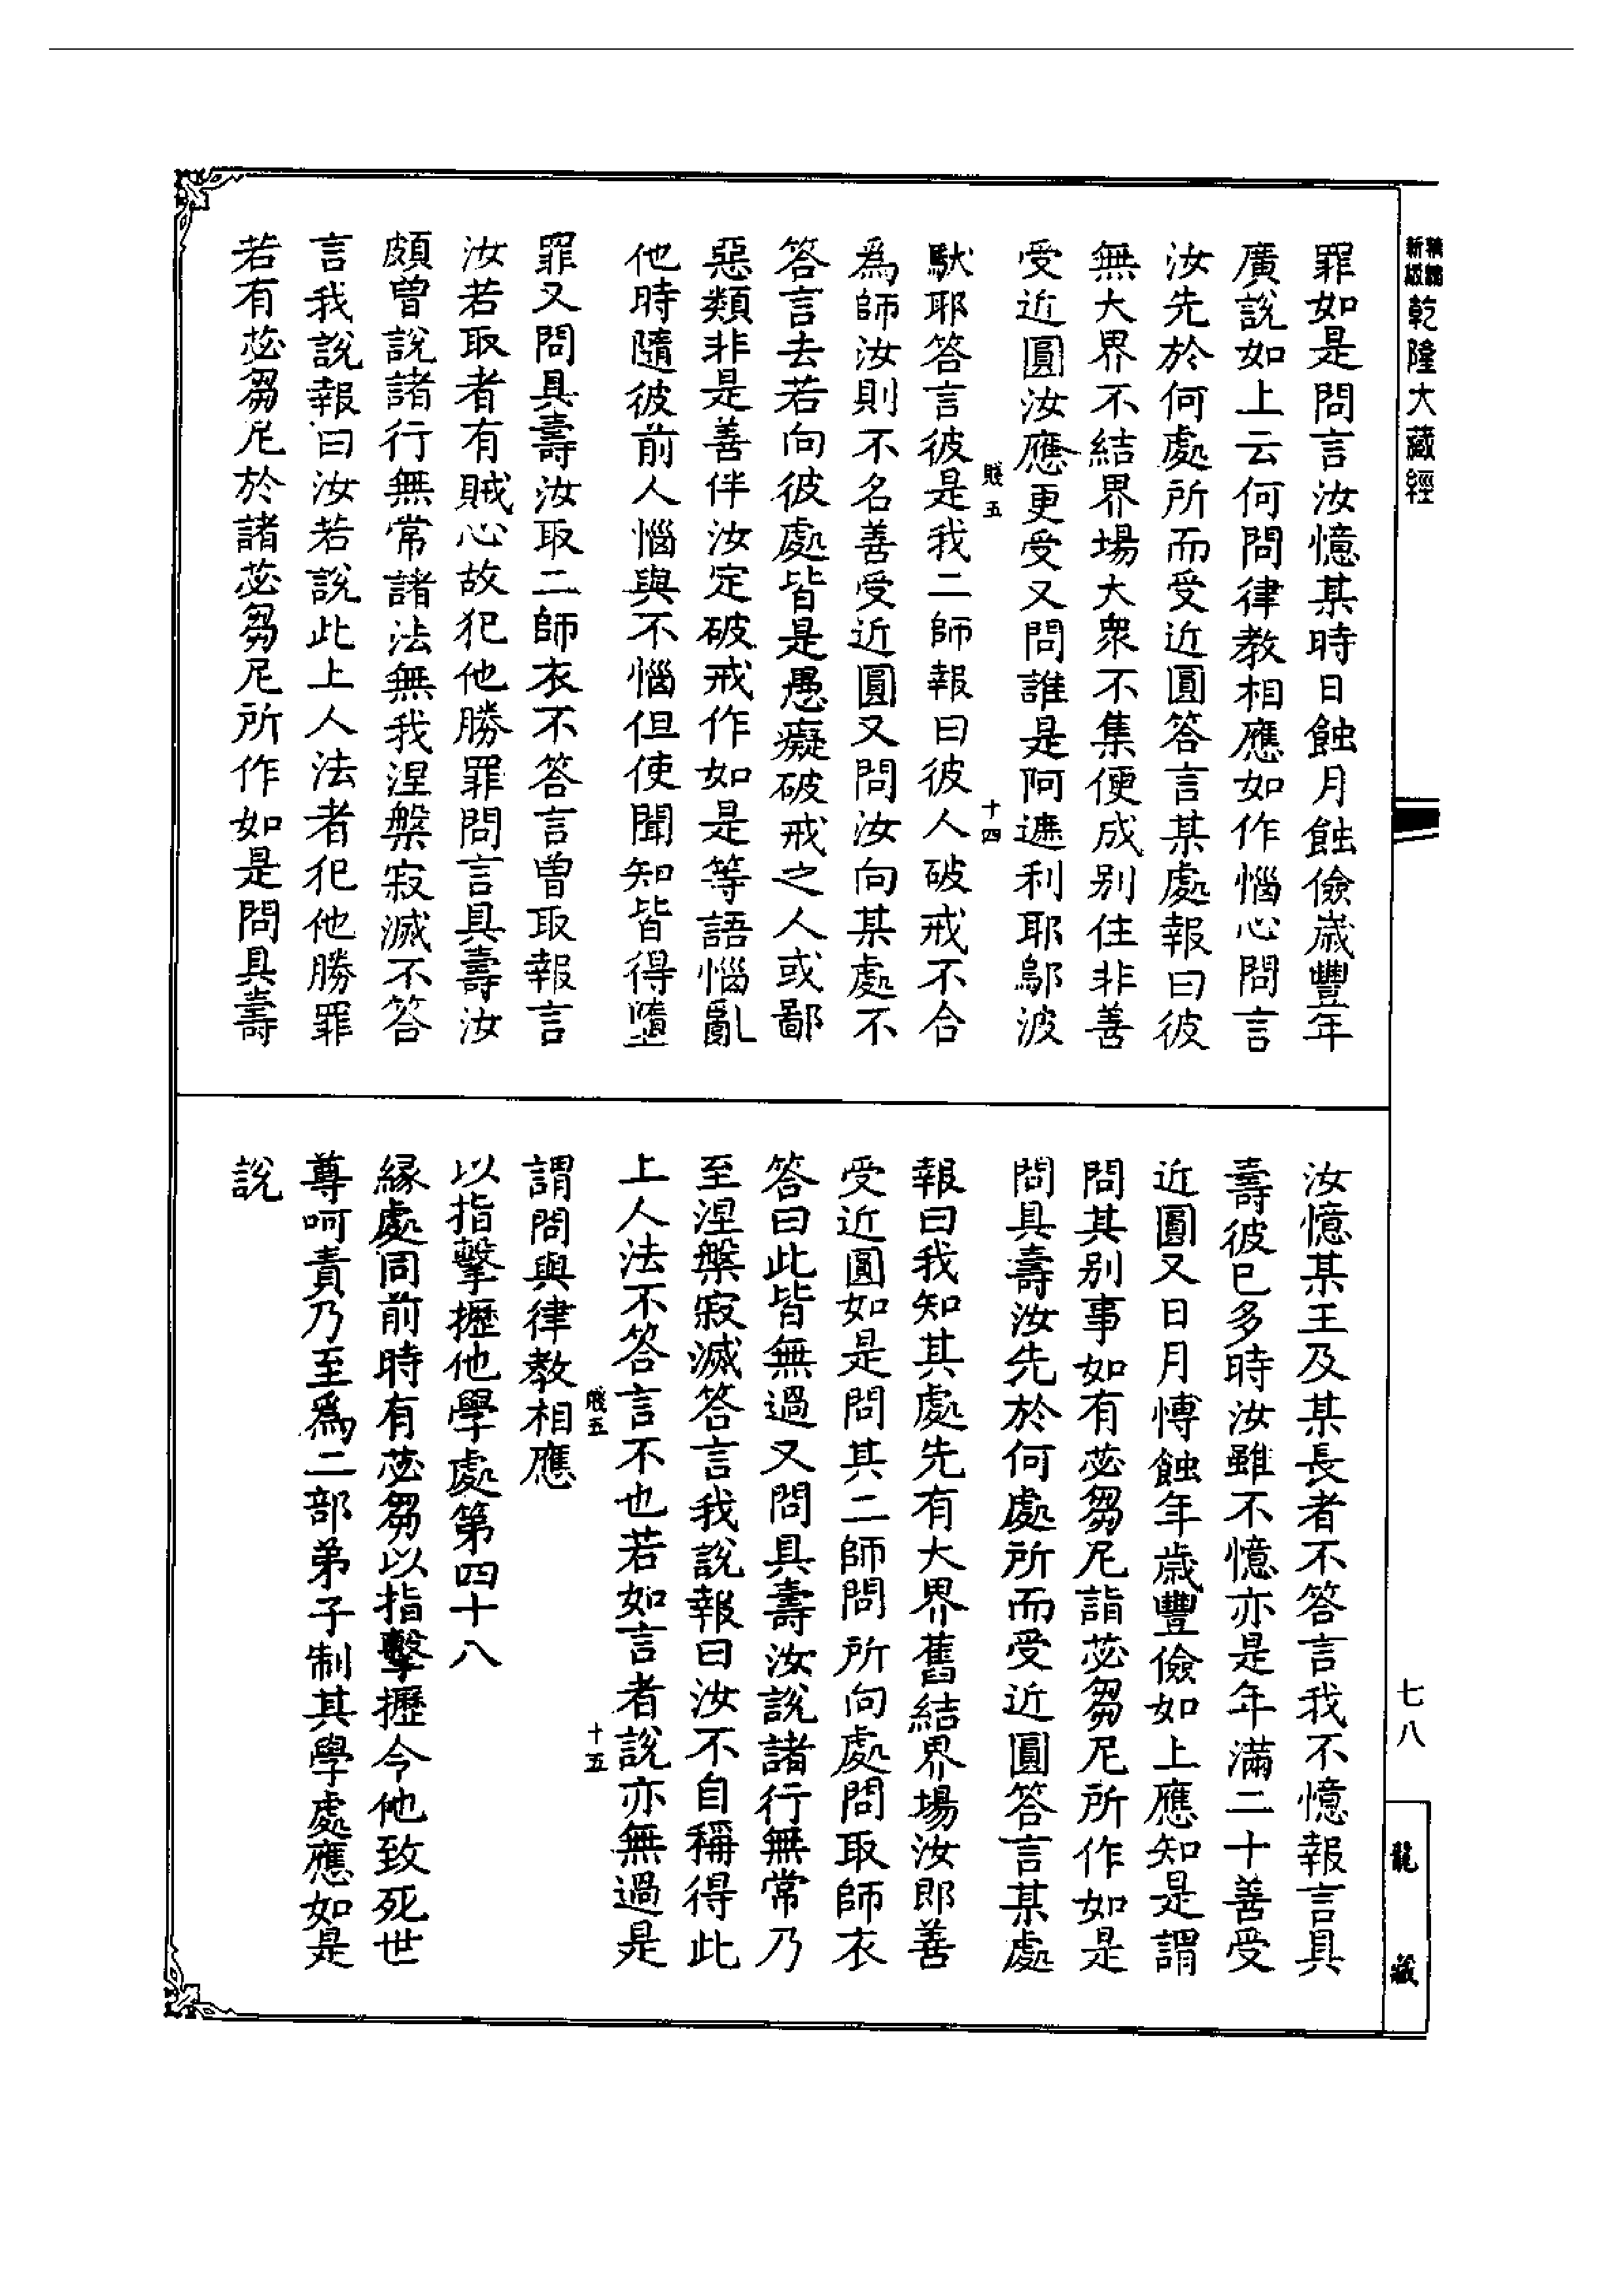 新編縮縮乾隆大藏經
罪如是問言汝憶某時日蝕月蝕儉歲豐年
廣說如上云何問律教相應如作惱心問言
汝先於何處所而受近圓答言某處報曰彼
無大界不結界場大衆不集便成別住非善
受近圓汝應更受又問誰是阿遮利耶鄔波
賤五
十四
馱耶答言彼是我二師報曰彼人破戒不合
為師汝則不名善受近圓又問汝向某處不
答言去若向彼處皆是愚癡破戒之人或鄙
惡類非是善伴汝定破戒作如是等語惱亂
他時隨彼前人惱與不惱但使聞知皆得墮
罪又問具壽汝取二師衣不答言曾取報言
汝若取者有賊心故犯他勝罪問言具壽汝
頗曾說諸行無常諸法無我涅槃寂滅不答
言我說報曰汝若說此上人法者犯他勝罪
若有苾芻尼於諸苾芻尼所作如是問具壽
汝憶某王及某長者不答言我不憶報言具
壽彼已多時汝雖不憶亦是年滿二十善受
近圓又日月愽蝕年歲豐儉如上應知是謂
問其別事如有苾芻尼詣苾芻尼所作如是
問具壽汝先於何處所而受近圓答言某處
報曰我知其處先有大界舊結界場汝即善
受近圓如是問其二師問所向處問取師衣
答曰此皆無過又問具壽汝說諸行無常乃
至涅槃寂滅答言我說報曰汝不自稱得此
上人法不答言不也若如言者說亦無過是
賤五
十五
謂問與律教相應
以指擊攊他學處第四十八
緣處同前時有苾芻以指擊攊令他致死世
尊呵責乃至爲二部弟子制其學處應如是
說
七八
龍藏